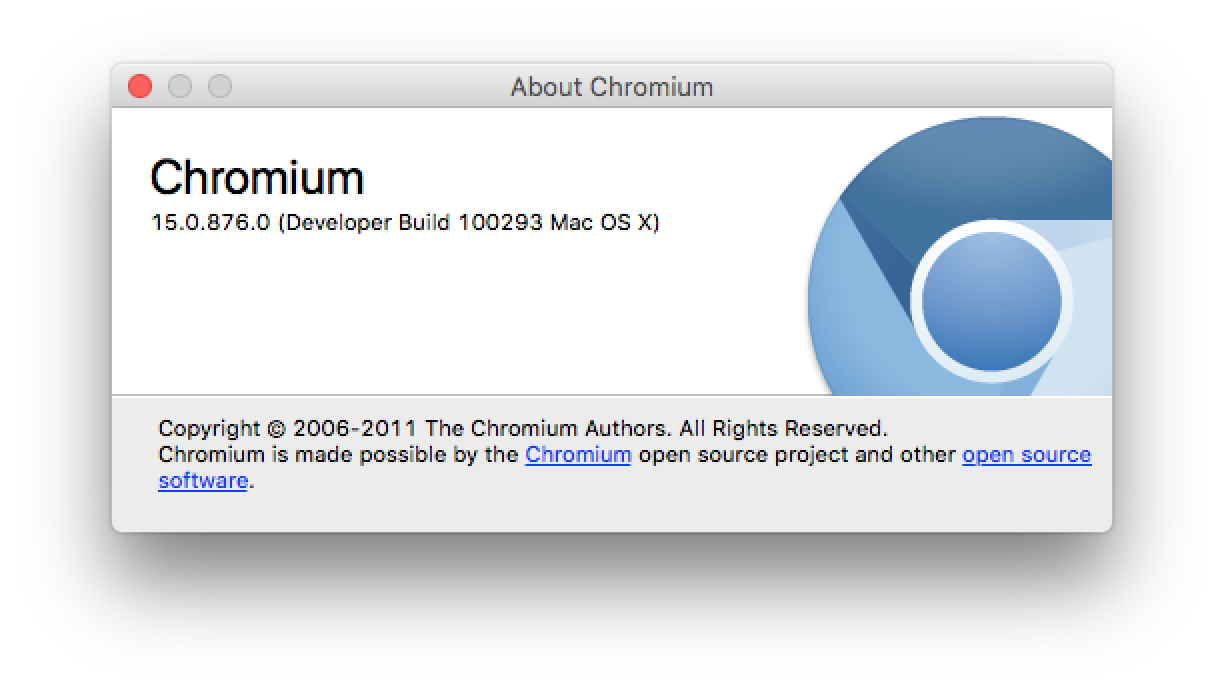 About Chromium
Chromium
15.0.876.0 (Developer Build 100293 Mac OS X)
Copyright © 2006-2011 The Chromium Authors. All Rights Reserved.
Chromium is made possible by the Chromium open source project and other open source
software.